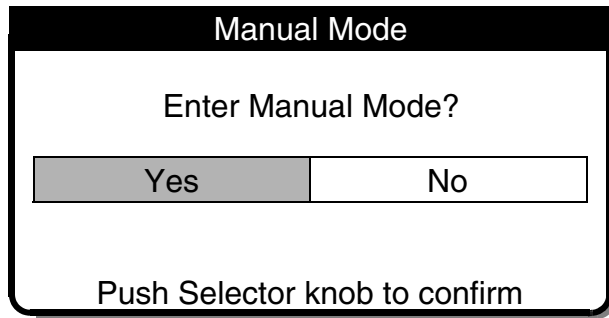 Manual Mode
Enter Manual Mode?
Yes No
Push Selector knob to confirm